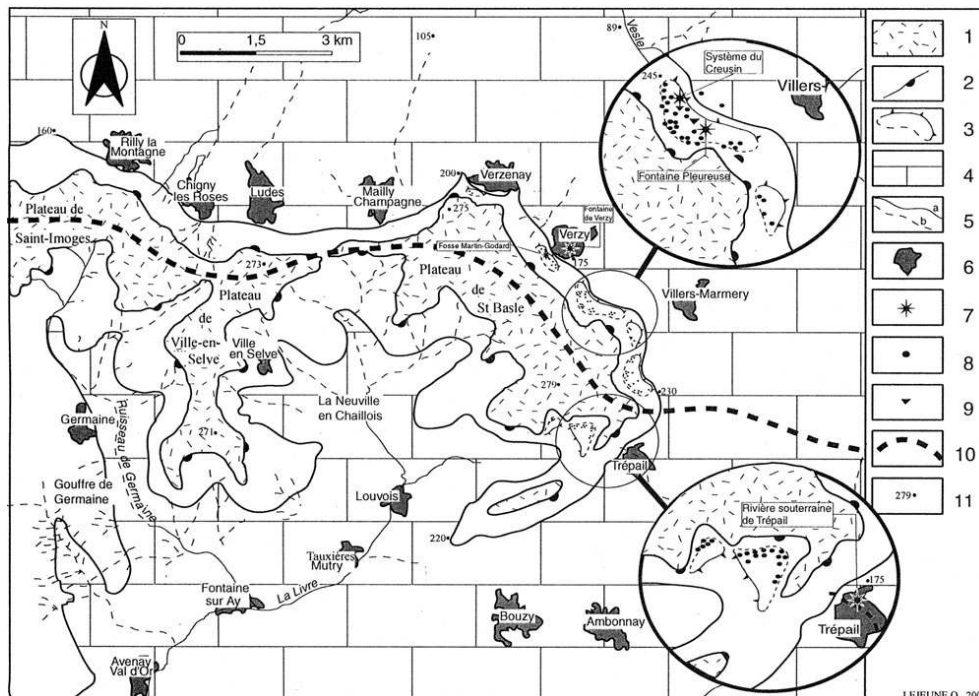 N
0 1,5 3 km
105
89
Vesle
Système du
Creusin
245
Villers-
Fontaine Pleureuse
1
2
3
4
a
b
5
6
7
8
9
10
279
11
160
Rilly la
Montagne
Chigny
les Roses
Ludes
Mailly
Champagne
200
Verzenay
275
Fontaine
de Verzy
Verzy
175
Fosse Martin-Godard
Plateau de
Saint-Imoges
273
Plateau
de
Ville-en-
Selve
Plateau
de
St Basle
Villers-Marmery
Ville
en Selve
279
230
La Neuville
en Chaillois
Germaine
Ruisseau de Germaine
271
Trépail
Gouffre de
Germaine
Louvois
220
Rivière souterraine
de Trépail
Tauxières
Mutry
La Livre
Fontaine
sur Ay
175
Trépail
Bouzy
Ambonnay
Avenay
Val d'Or
LEJEUNE O.